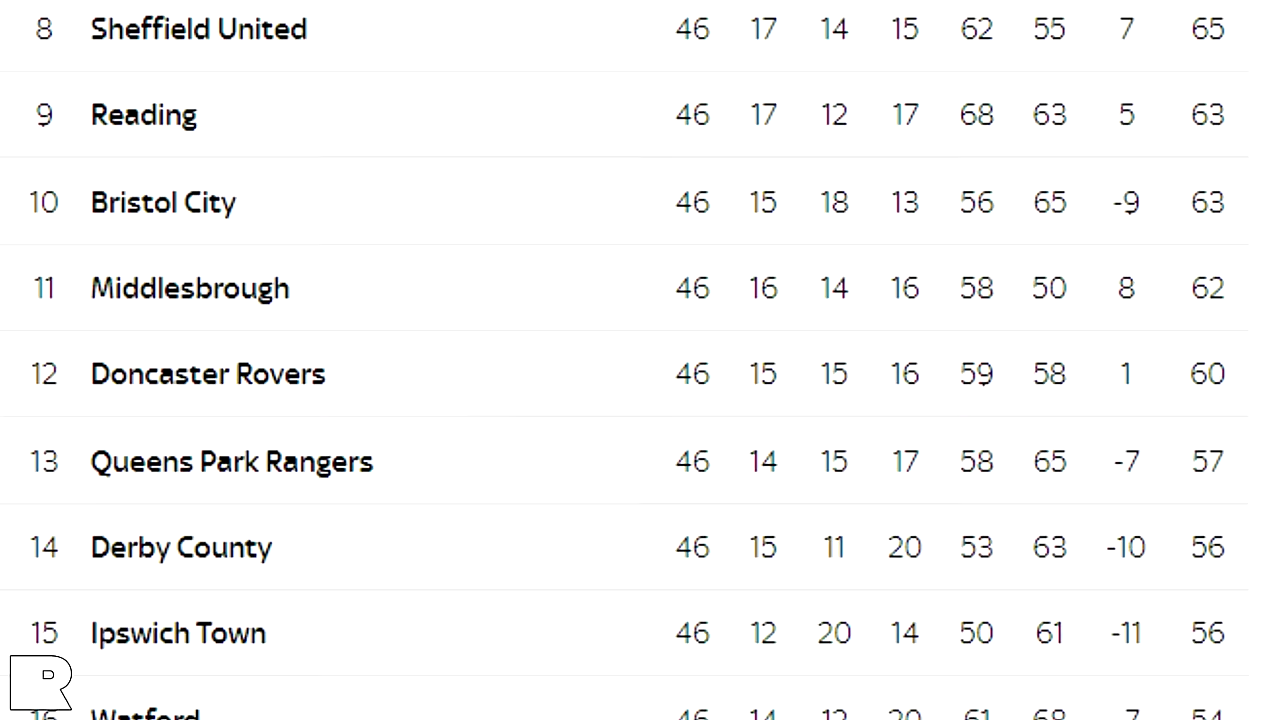 8 Sheffield United 46 17 14 15 62 55 7 65
9 Reading 46 17 12 17 68 63 5 63
10 Bristol City 46 15 18 13 56 65 -9 63
11 Middlesbrough 46 16 14 16 58 50 8 62
12 Doncaster Rovers 46 15 15 16 59 58 1 60
13 Queens Park Rangers 46 14 15 17 58 65 -7 57
14 Derby County 46 15 11 20 53 63 -10 56
15 Ipswich Town 46 12 20 14 50 61 -11 56
R
16 Watford 46 14 12 20 61 68 -7 54